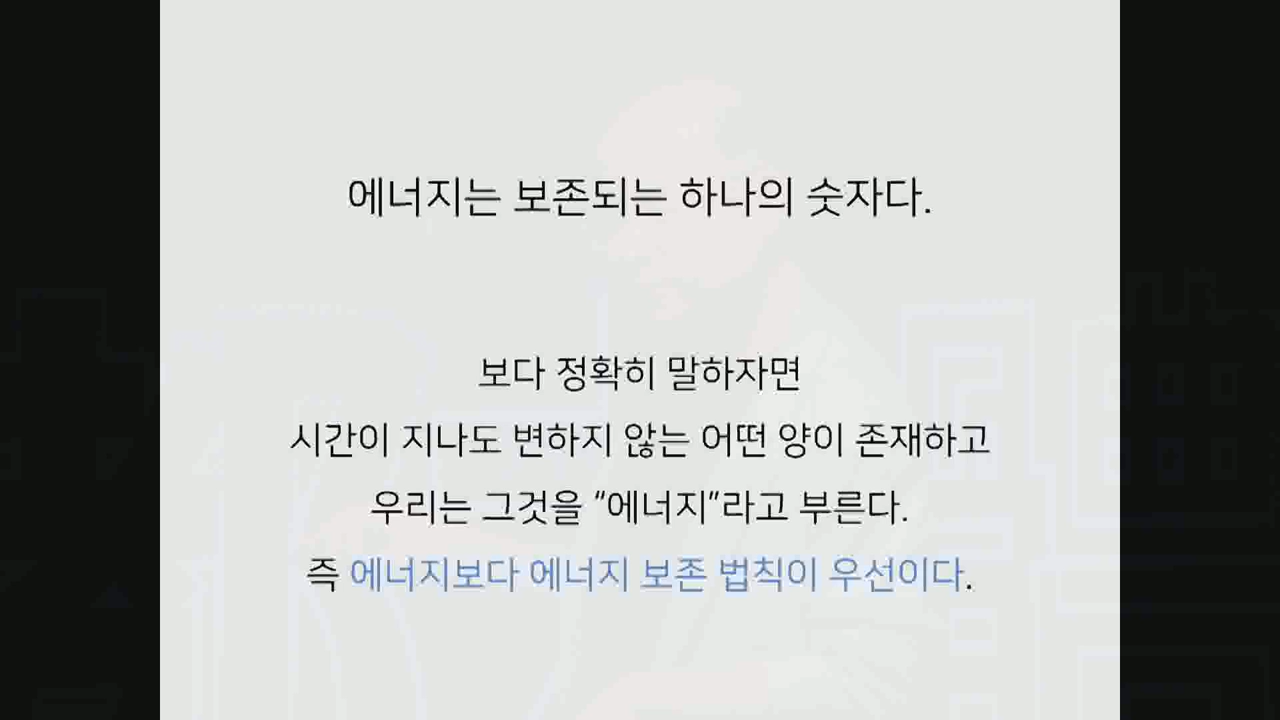 에너지는 보존되는 하나의 숫자다.
보다 정확히 말하자면
시간이 지나도 변하지 않는 어떤 양이 존재하고
우리는 그것을 “에너지”라고 부른다.
즉 에너지보다 에너지 보존 법칙이 우선이다.